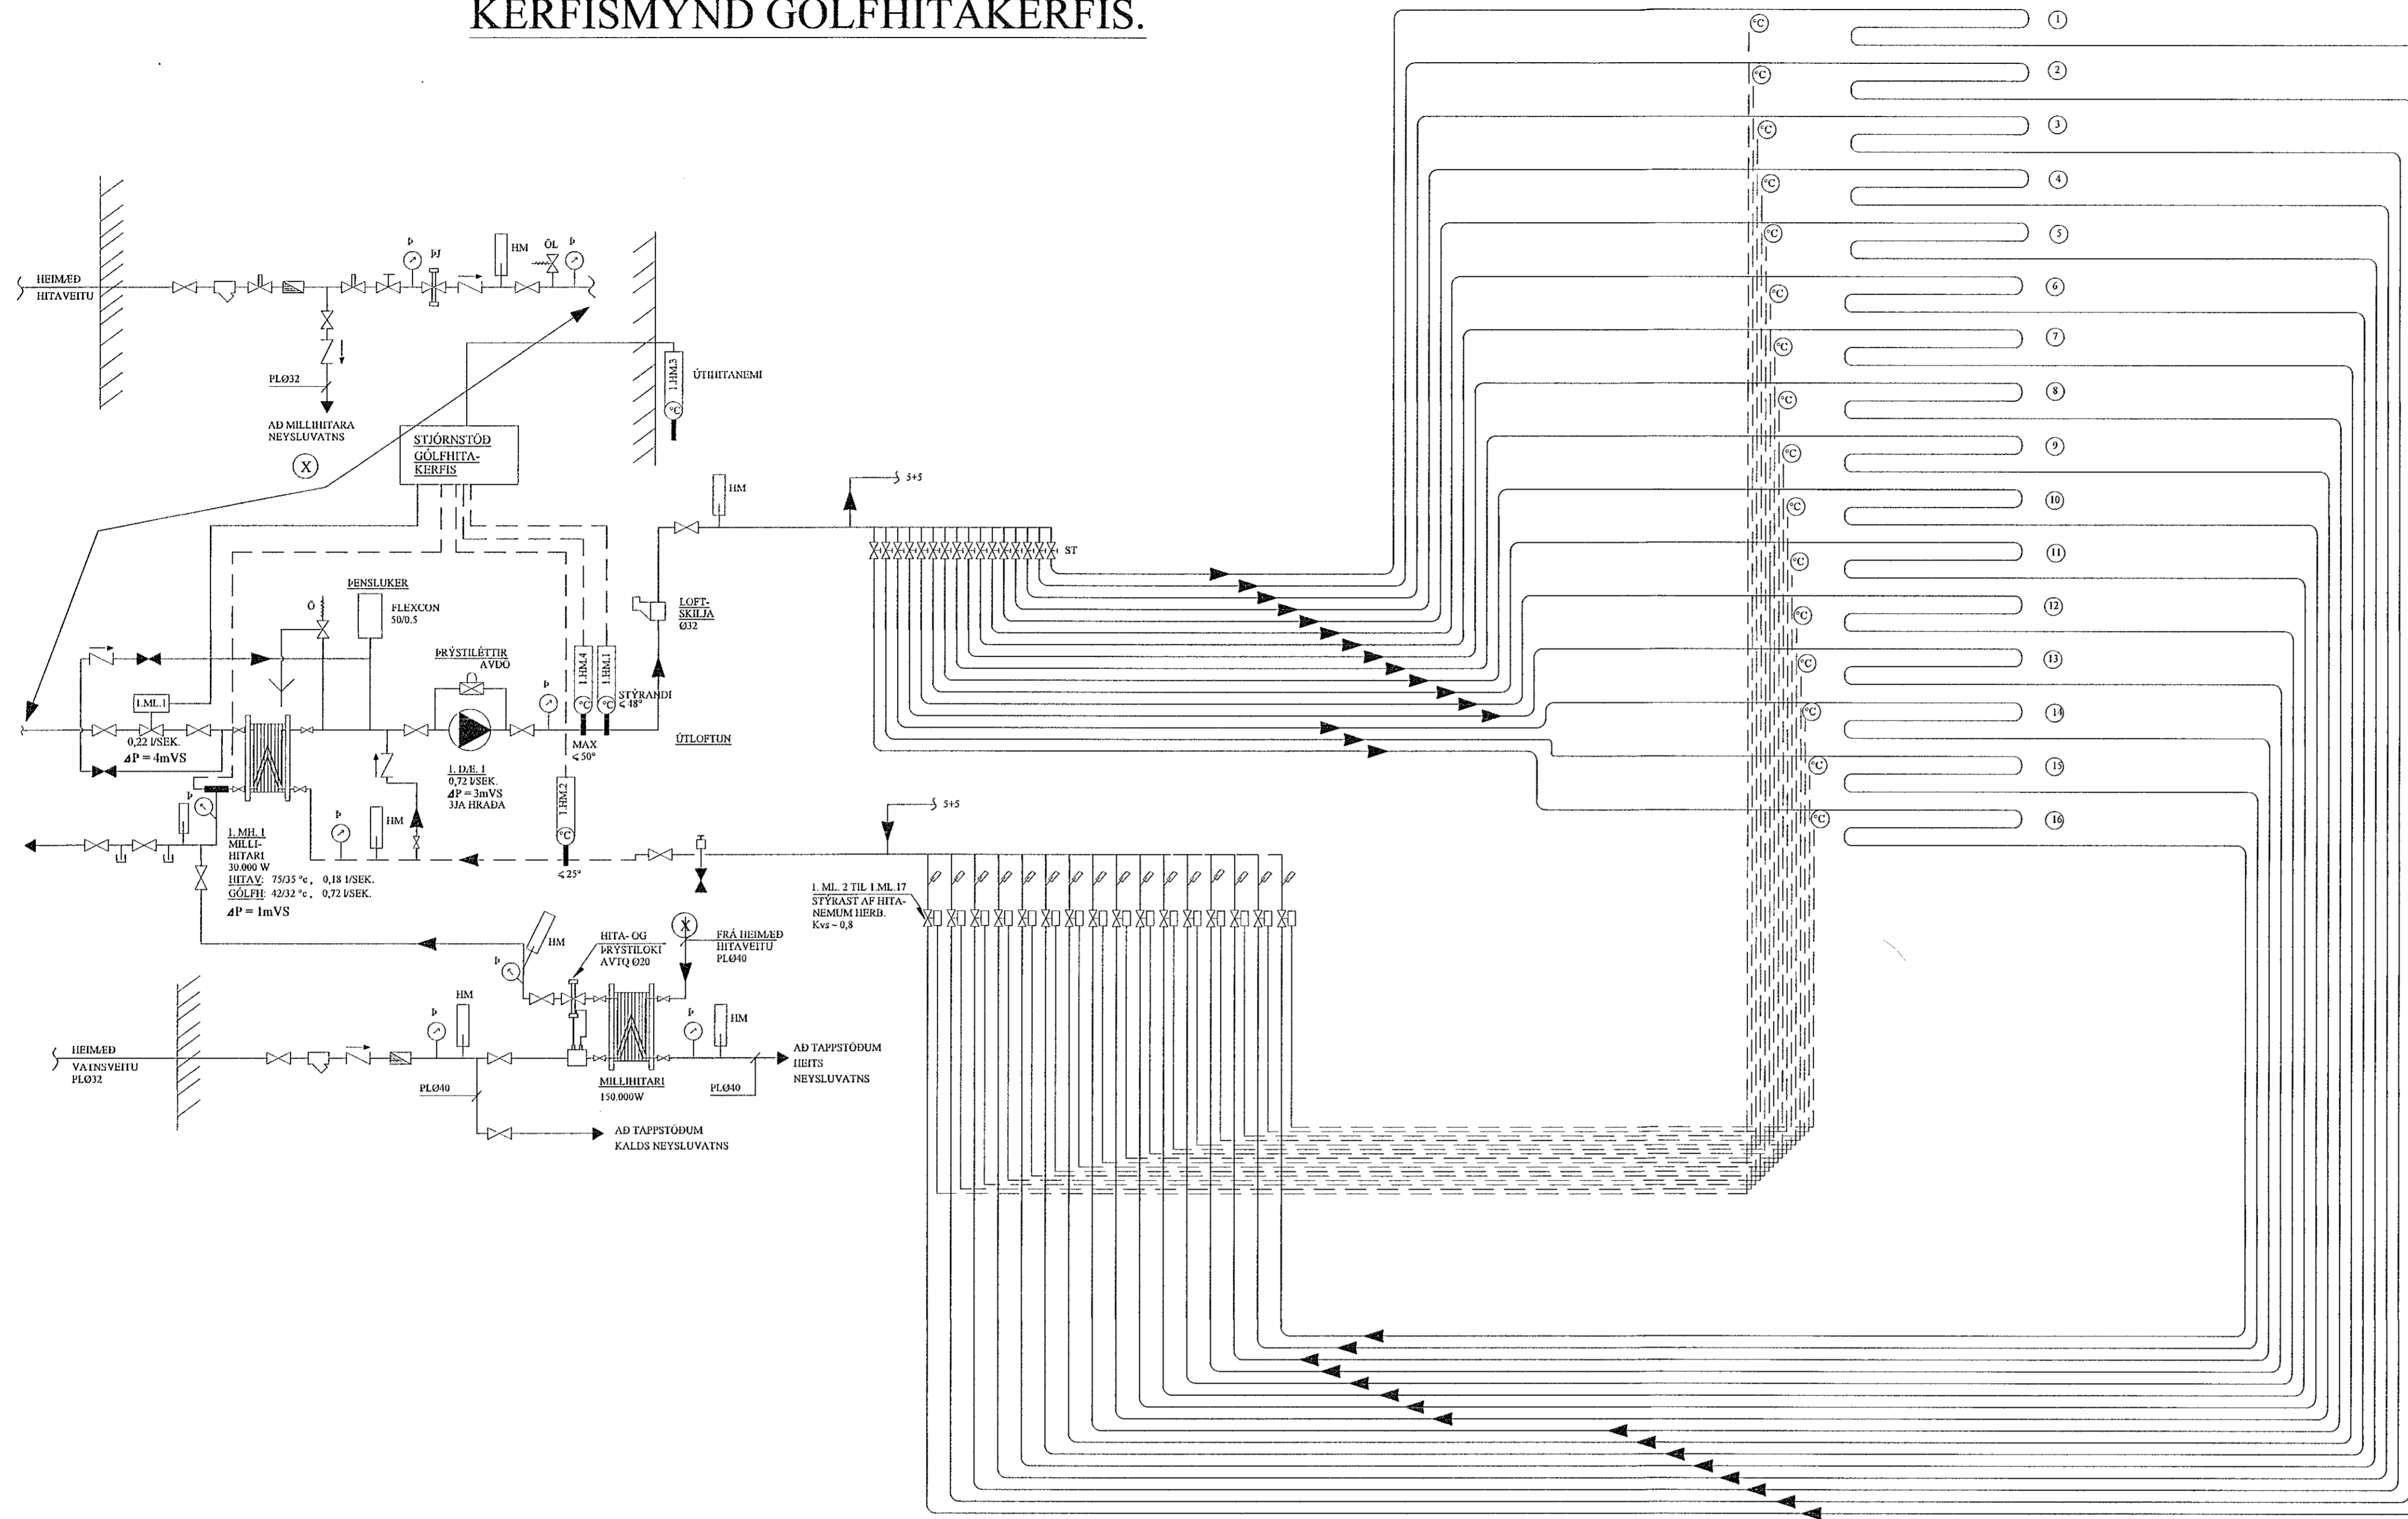 KERFISMYND GÓLFHITAKERFIS.
HEIMÆÐ
HITAVEITU
Þ
ÞJ
HM
ÖL
Þ
PLØ32
AÐ MILLIHITARA
NEYSLUVATNS
X
1.HM.3
°C
ÚTIHITANEMI
STJÓRNSTÖÐ
GÓLFHITA-
KERFIS
HM
5+5
ST
ÞENSLUKER
FLEXCON
50/0.5
Ö
ÞRÝSTILÉTTIR
AVDO
LOFT-
SKILJA
Ø32
1.HM.4
1.HM.1
°C
°C
STÝRANDI
⩽ 48°
Þ
MAX
⩽ 50°
ÚTLOFTUN
1.ML.1
0,22 l/SEK.
ΔP = 4mVS
1. DÆ. 1
0,72 l/SEK.
ΔP = 3mVS
3JA HRAÐA
1.HM.2
°C
⩽ 25°
Þ
Þ
HM
1. MH. 1
MILLI-
HITARI
30.000 W
HITAV: 75/35 °c, 0,18 l/SEK.
GÓLFH: 42/32 °c, 0,72 l/SEK.
ΔP = 1mVS
5+5
1. ML. 2 TIL 1.ML.17
STÝRAST AF HITA-
NEMUM HERB.
Kvs ~ 0,8
HM
Þ
HITA- OG
ÞRÝSTILOKI
AVTQ Ø20
X
FRÁ HEIMÆÐ
HITAVEITU
PLØ40
HEIMÆÐ
VATNSVEITU
PLØ32
Þ
HM
PLØ40
MILLIHITARI
150.000W
Þ
HM
PLØ40
AÐ TAPPSTÖÐUM
HEITS
NEYSLUVATNS
AÐ TAPPSTÖÐUM
KALDS NEYSLUVATNS
°C
1
°C
2
°C
3
°C
4
°C
5
°C
6
°C
7
°C
8
°C
9
°C
10
°C
11
°C
12
°C
13
°C
14
°C
15
°C
16